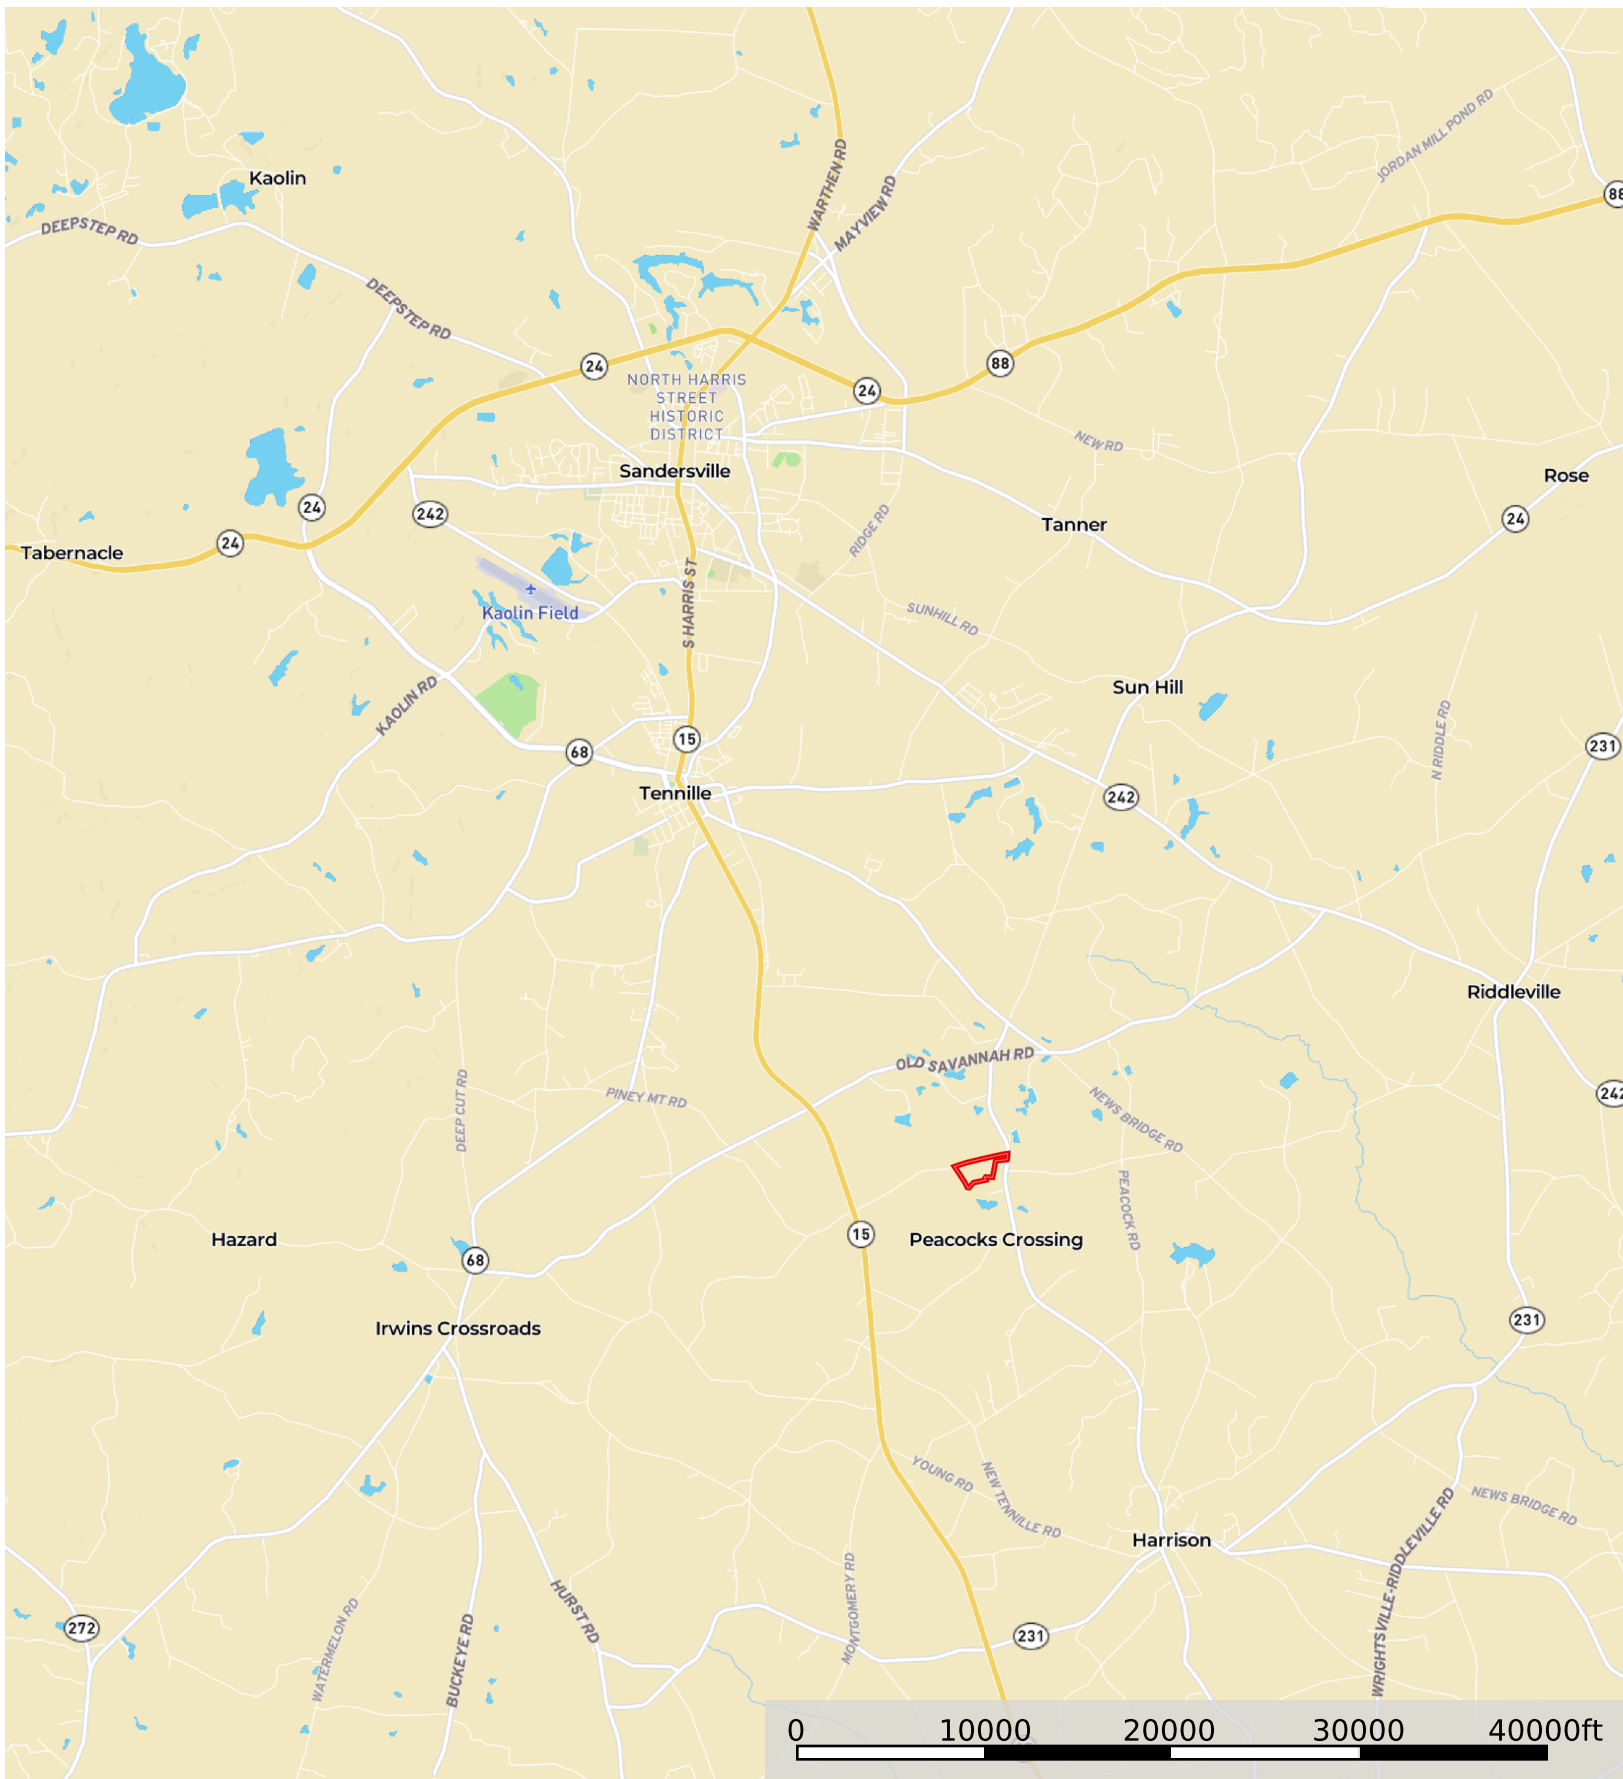 JORDAN MILL POND RD
WARTHEN RD
Kaolin
MAYVIEW RD
88
DEEPSTEP RD
DEEPSTEP RD
24
88
24
NORTH HARRIS
STREET
HISTORIC
DISTRICT
NEW RD
Sandersville
Rose
24
242
24
RIDGE RD
Tanner
24
Tabernacle
S HARRIS ST
Kaolin Field
SUNHILL RD
Sun Hill
KAOLIN RD
N RIDDLE RD
15
68
231
Tennille
242
Riddleville
OLD SAVANNAH RD
DEEP CUT RD
PINEY MT RD
NEWS BRIDGE RD
242
PEACOCK RD
15
Hazard
Peacocks Crossing
68
Irwins Crossroads
231
YOUNG RD
NEW TENNILLE RD
WRIGHTSVILLE-RIDDLEVILLE RD
NEWS BRIDGE RD
Harrison
HURST RD
MONTGOMERY RD
272
WATERMELON RD
BUCKEYE RD
231
0 10000 20000 30000 40000ft